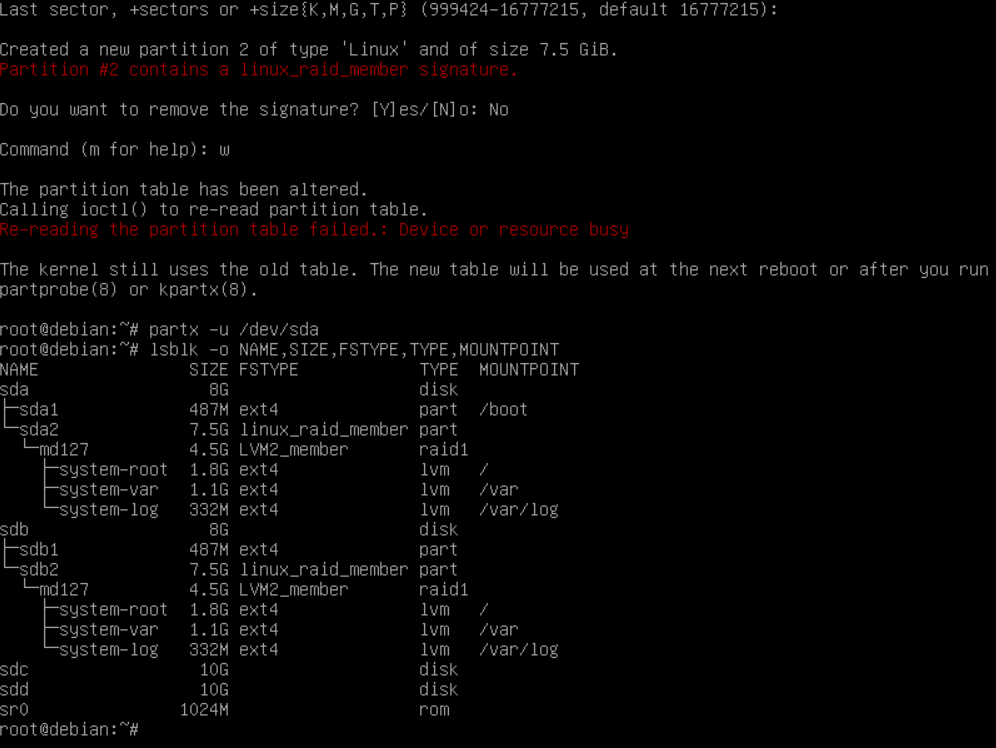 Last sector, +sectors or +size{K,M,G,T,P} (999424-16777215, default 16777215):
Created a new partition 2 of type 'Linux' and of size 7.5 GiB.
Partition #2 contains a linux_raid_member signature.
Do you want to remove the signature? [Y]es/[N]o: No
Command (m for help): w
The partition table has been altered.
Calling ioctl() to re-read partition table.
Re-reading the partition table failed.: Device or resource busy
The kernel still uses the old table. The new table will be used at the next reboot or after you run
partprobe(8) or kpartx(8).
root@debian:~# partx -u /dev/sda
root@debian:~# lsblk -o NAME,SIZE,FSTYPE,TYPE,MOUNTPOINT
NAME                SIZE FSTYPE            TYPE  MOUNTPOINT
sda                   8G                   disk
├─sda1              487M ext4              part  /boot
└─sda2              7.5G linux_raid_member part
  └─md127           4.5G LVM2_member       raid1
    ├─system-root   1.8G ext4              lvm   /
    ├─system-var    1.1G ext4              lvm   /var
    └─system-log    332M ext4              lvm   /var/log
sdb                   8G                   disk
├─sdb1              487M ext4              part
└─sdb2              7.5G linux_raid_member part
  └─md127           4.5G LVM2_member       raid1
    ├─system-root   1.8G ext4              lvm   /
    ├─system-var    1.1G ext4              lvm   /var
    └─system-log    332M ext4              lvm   /var/log
sdc                  10G                   disk
sdd                  10G                   disk
sr0                1024M                   rom
root@debian:~#